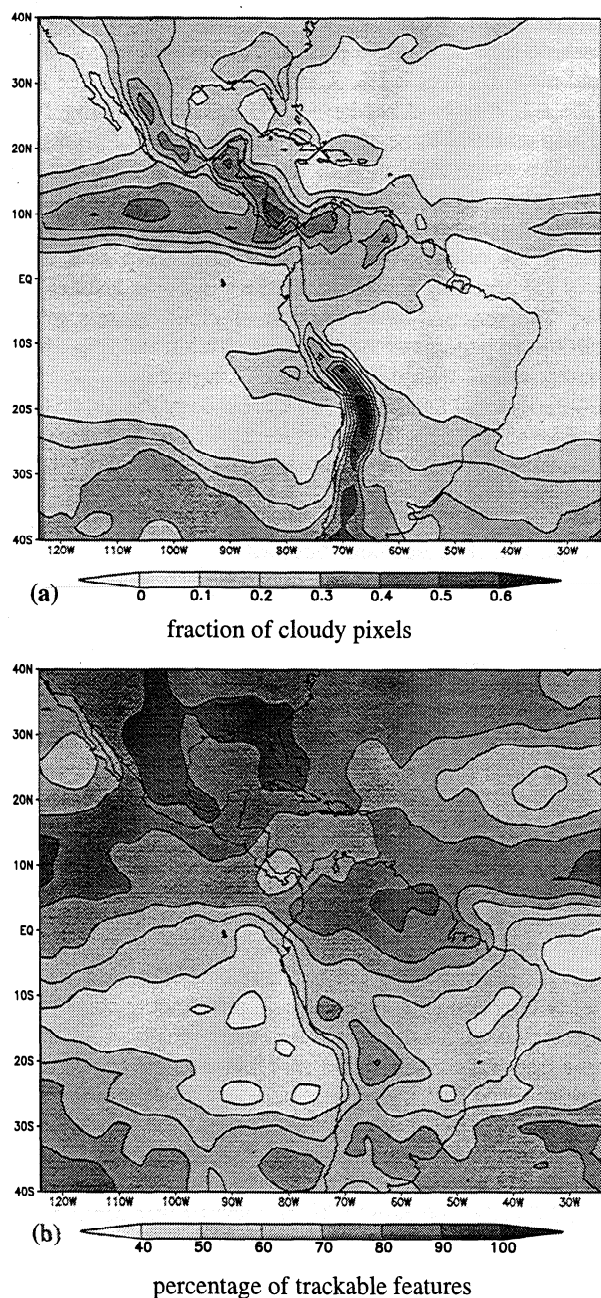 40N
30N
20N
10N
EQ
10S
20S
30S
40S
120W 110W 100W 90W 80W 70W 60W 50W 40W 30W
(a)
0 0.1 0.2 0.3 0.4 0.5 0.6
fraction of cloudy pixels
40N
30N
20N
10N
EQ
10S
20S
30S
40S
120W 110W 100W 90W 80W 70W 60W 50W 40W 30W
(b)
40 50 60 70 80 90 100
percentage of trackable features